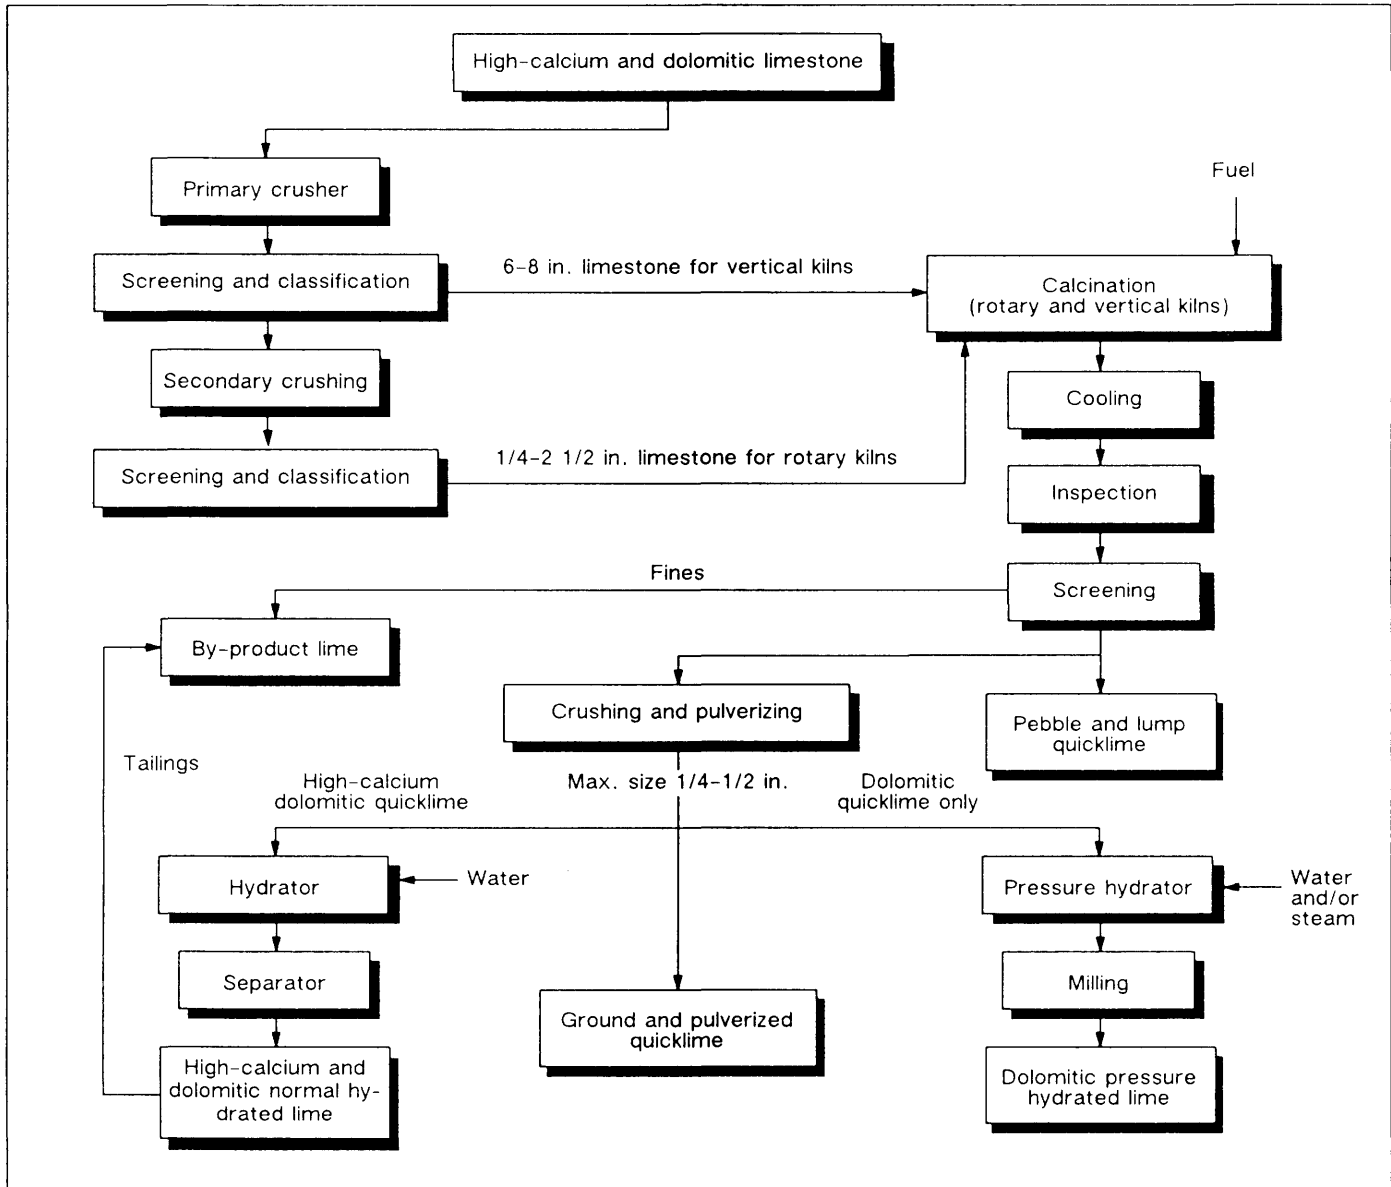 High-calcium and dolomitic limestone
Primary crusher
Fuel
Screening and classification
6-8 in. limestone for vertical kilns
Calcination
(rotary and vertical kilns)
Secondary crushing
Cooling
Screening and classification
1/4-2 1/2 in. limestone for rotary kilns
Inspection
Fines
Screening
By-product lime
Crushing and pulverizing
Pebble and lump
quicklime
Tailings
High-calcium
dolomitic quicklime
Max. size 1/4-1/2 in.
Dolomitic
quicklime only
Hydrator
Water
Pressure hydrator
Water
and/or
steam
Separator
Milling
Ground and pulverized
quicklime
High-calcium and
dolomitic normal hy-
drated lime
Dolomitic pressure
hydrated lime